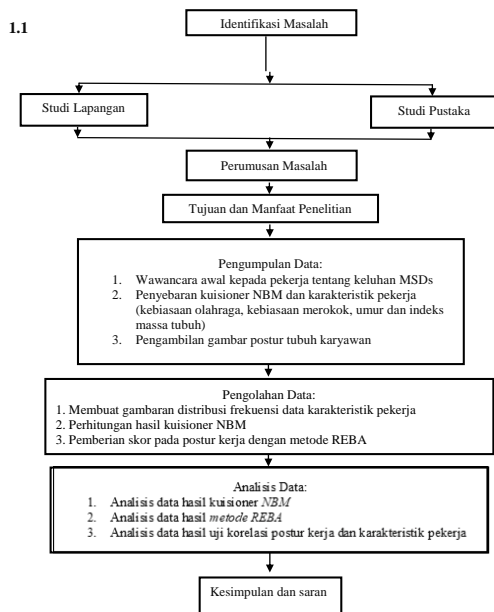 1.1
Identifikasi Masalah
Studi Lapangan
Studi Pustaka
Perumusan Masalah
Tujuan dan Manfaat Penelitian
Pengumpulan Data:
1. Wawancara awal kepada pekerja tentang keluhan MSDs
2. Penyebaran kuisioner NBM dan karakteristik pekerja
(kebiasaan olahraga, kebiasaan merokok, umur dan indeks
massa tubuh)
3. Pengambilan gambar postur tubuh karyawan
Pengolahan Data:
1. Membuat gambaran distribusi frekuensi data karakteristik pekerja
2. Perhitungan hasil kuisioner NBM
3. Pemberian skor pada postur kerja dengan metode REBA
Analisis Data:
1. Analisis data hasil kuisioner NBM
2. Analisis data hasil metode REBA
3. Analisis data hasil uji korelasi postur kerja dan karakteristik pekerja
Kesimpulan dan saran